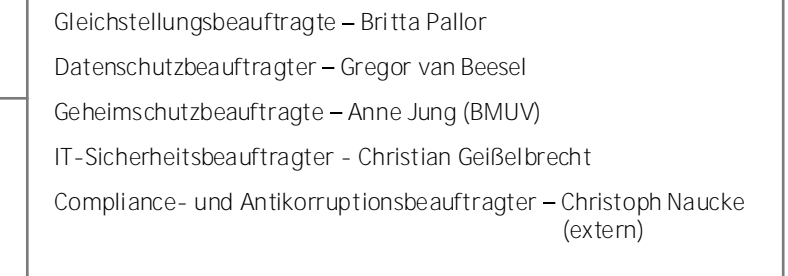 Gleichstellungsbeauftragte – Britta Pallor
Datenschutzbeauftragter – Gregor van Beesel
Geheimschutzbeauftragte – Anne Jung (BMUV)
IT-Sicherheitsbeauftragter - Christian Geißelbrecht
Compliance- und Antikorruptionsbeauftragter – Christoph Naucke
(extern)